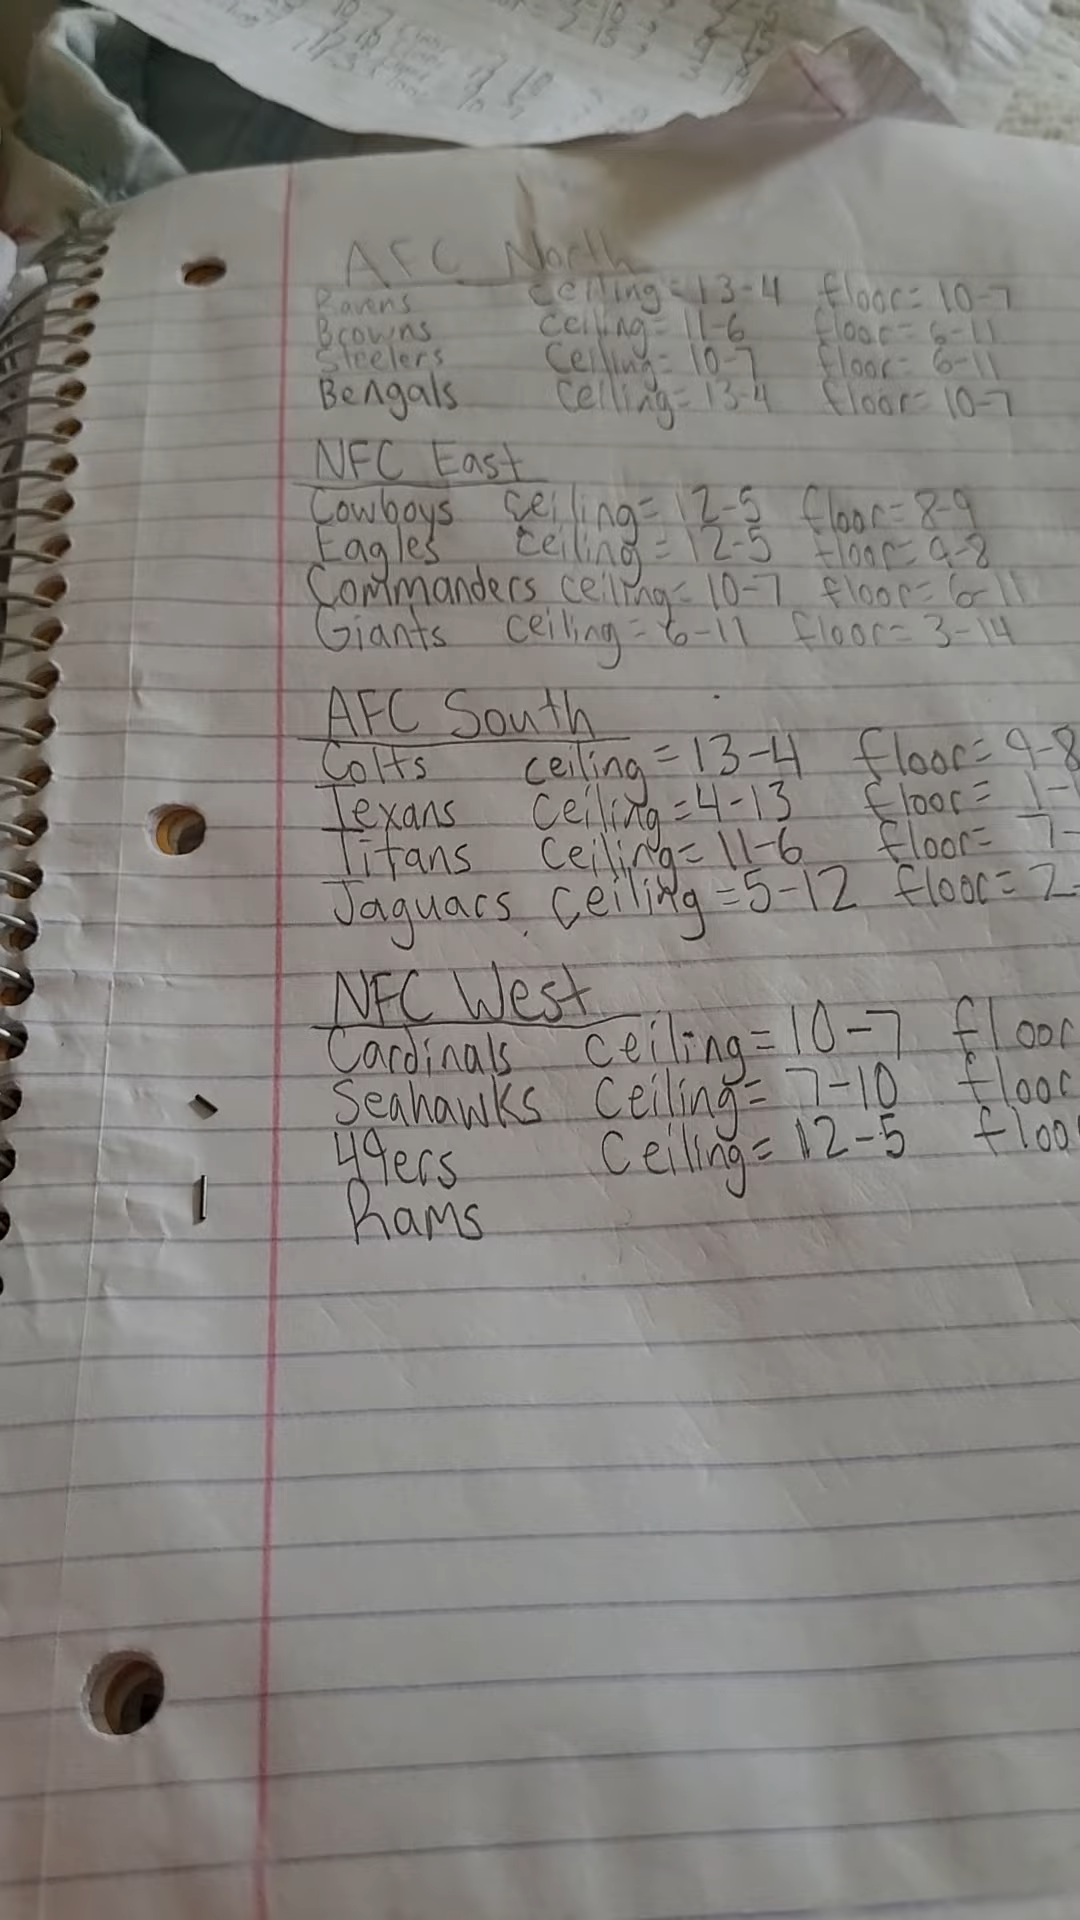 AFC North
Ravens ceiling=13-4 floor=10-7
Browns ceiling=11-6 floor=6-11
Steelers ceiling=10-7 floor=6-11
Bengals ceiling=13-4 floor=10-7
NFC East
Cowboys ceiling=12-5 floor=8-9
Eagles ceiling=12-5 floor=9-8
Commanders ceiling=10-7 floor=6-11
Giants ceiling=6-11 floor=3-14
AFC South
Colts ceiling=13-4 floor=9-8
Texans ceiling=4-13 floor=1-1
Titans ceiling=11-6 floor=7-
Jaguars ceiling=5-12 floor=2-
NFC West
Cardinals ceiling=10-7 floor
Seahawks ceiling=7-10 floor
49ers ceiling=12-5 floor
Rams